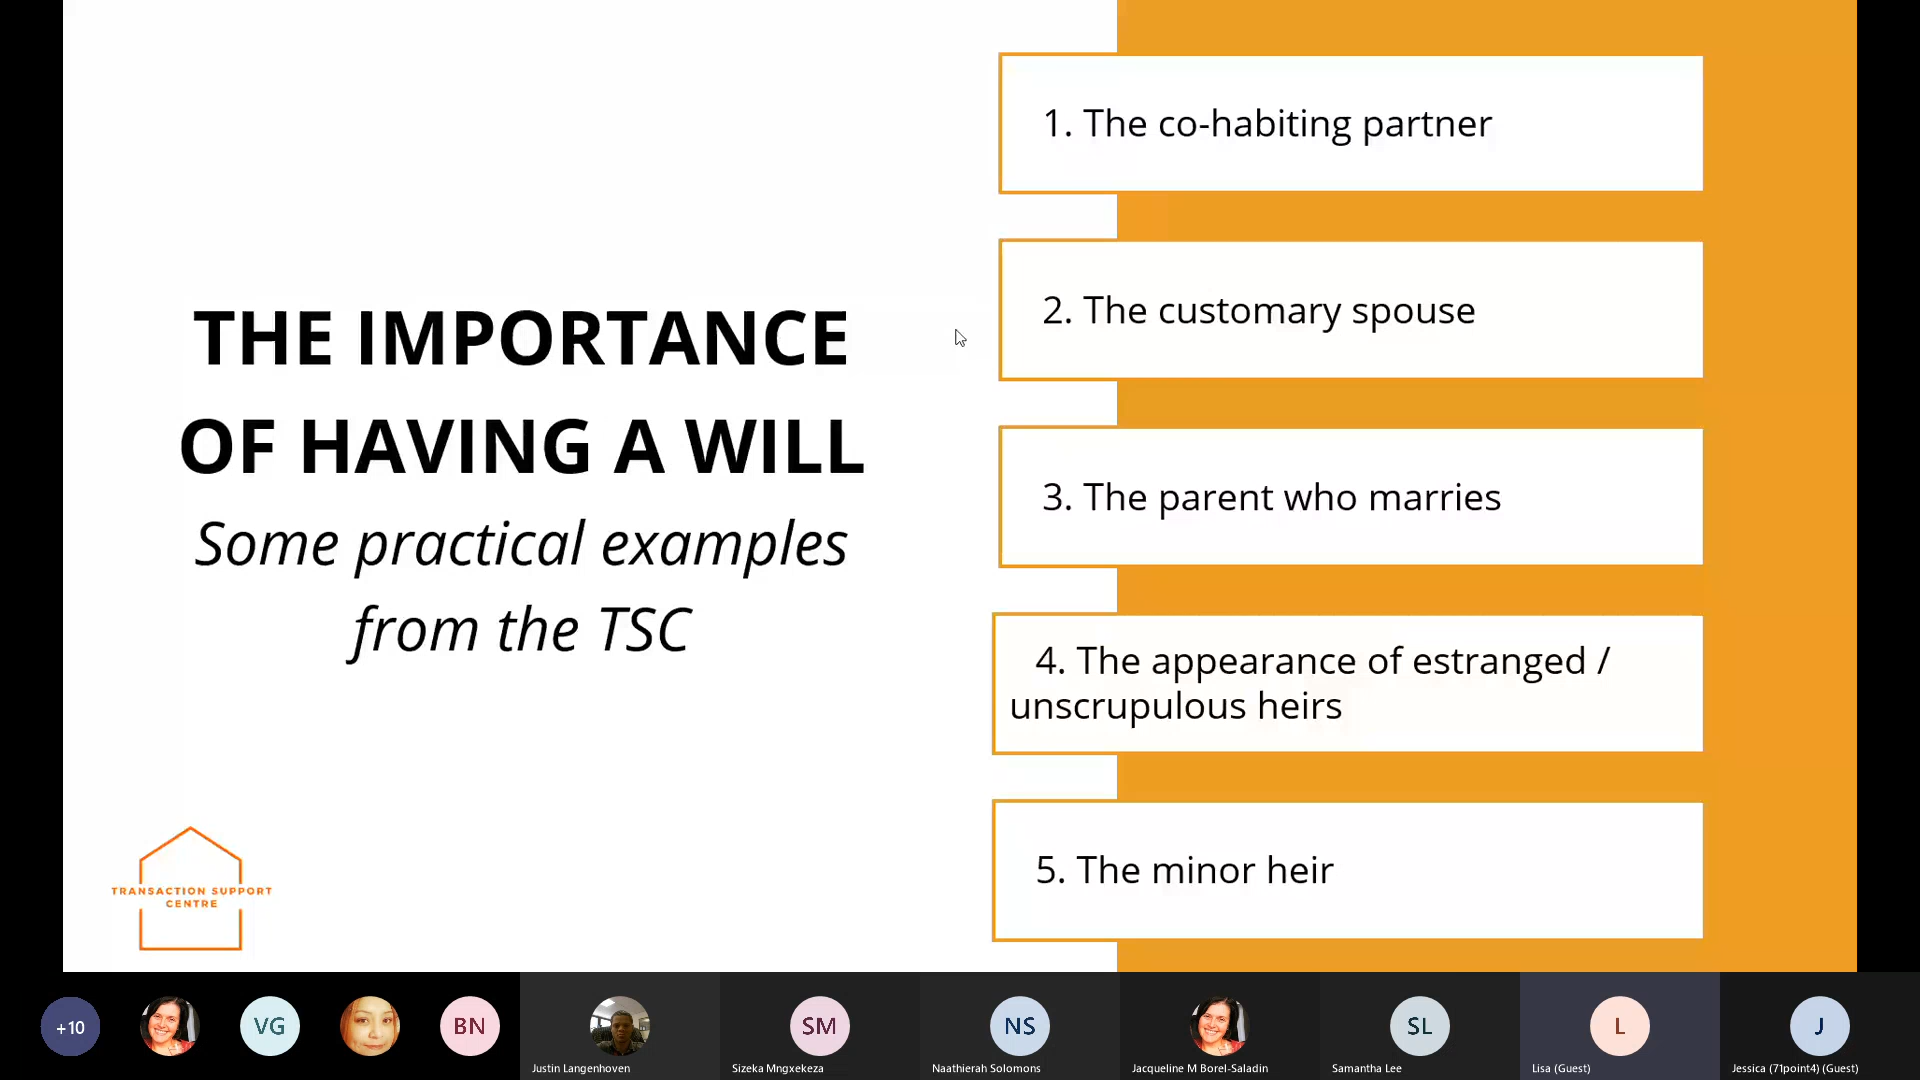 THE IMPORTANCE
OF HAVING A WILL
Some practical examples
from the TSC
1. The co-habiting partner
2. The customary spouse
3. The parent who marries
4. The appearance of estranged /
unscrupulous heirs
5. The minor heir
TRANSACTION SUPPORT
CENTRE
+10
VG
BN
Justin Langenhoven
SM
Sizeka Mngxekeza
NS
Naathierah Solomons
Jacqueline M Borel-Saladin
SL
Samantha Lee
L
Lisa (Guest)
J
Jessica (71point4) (Guest)